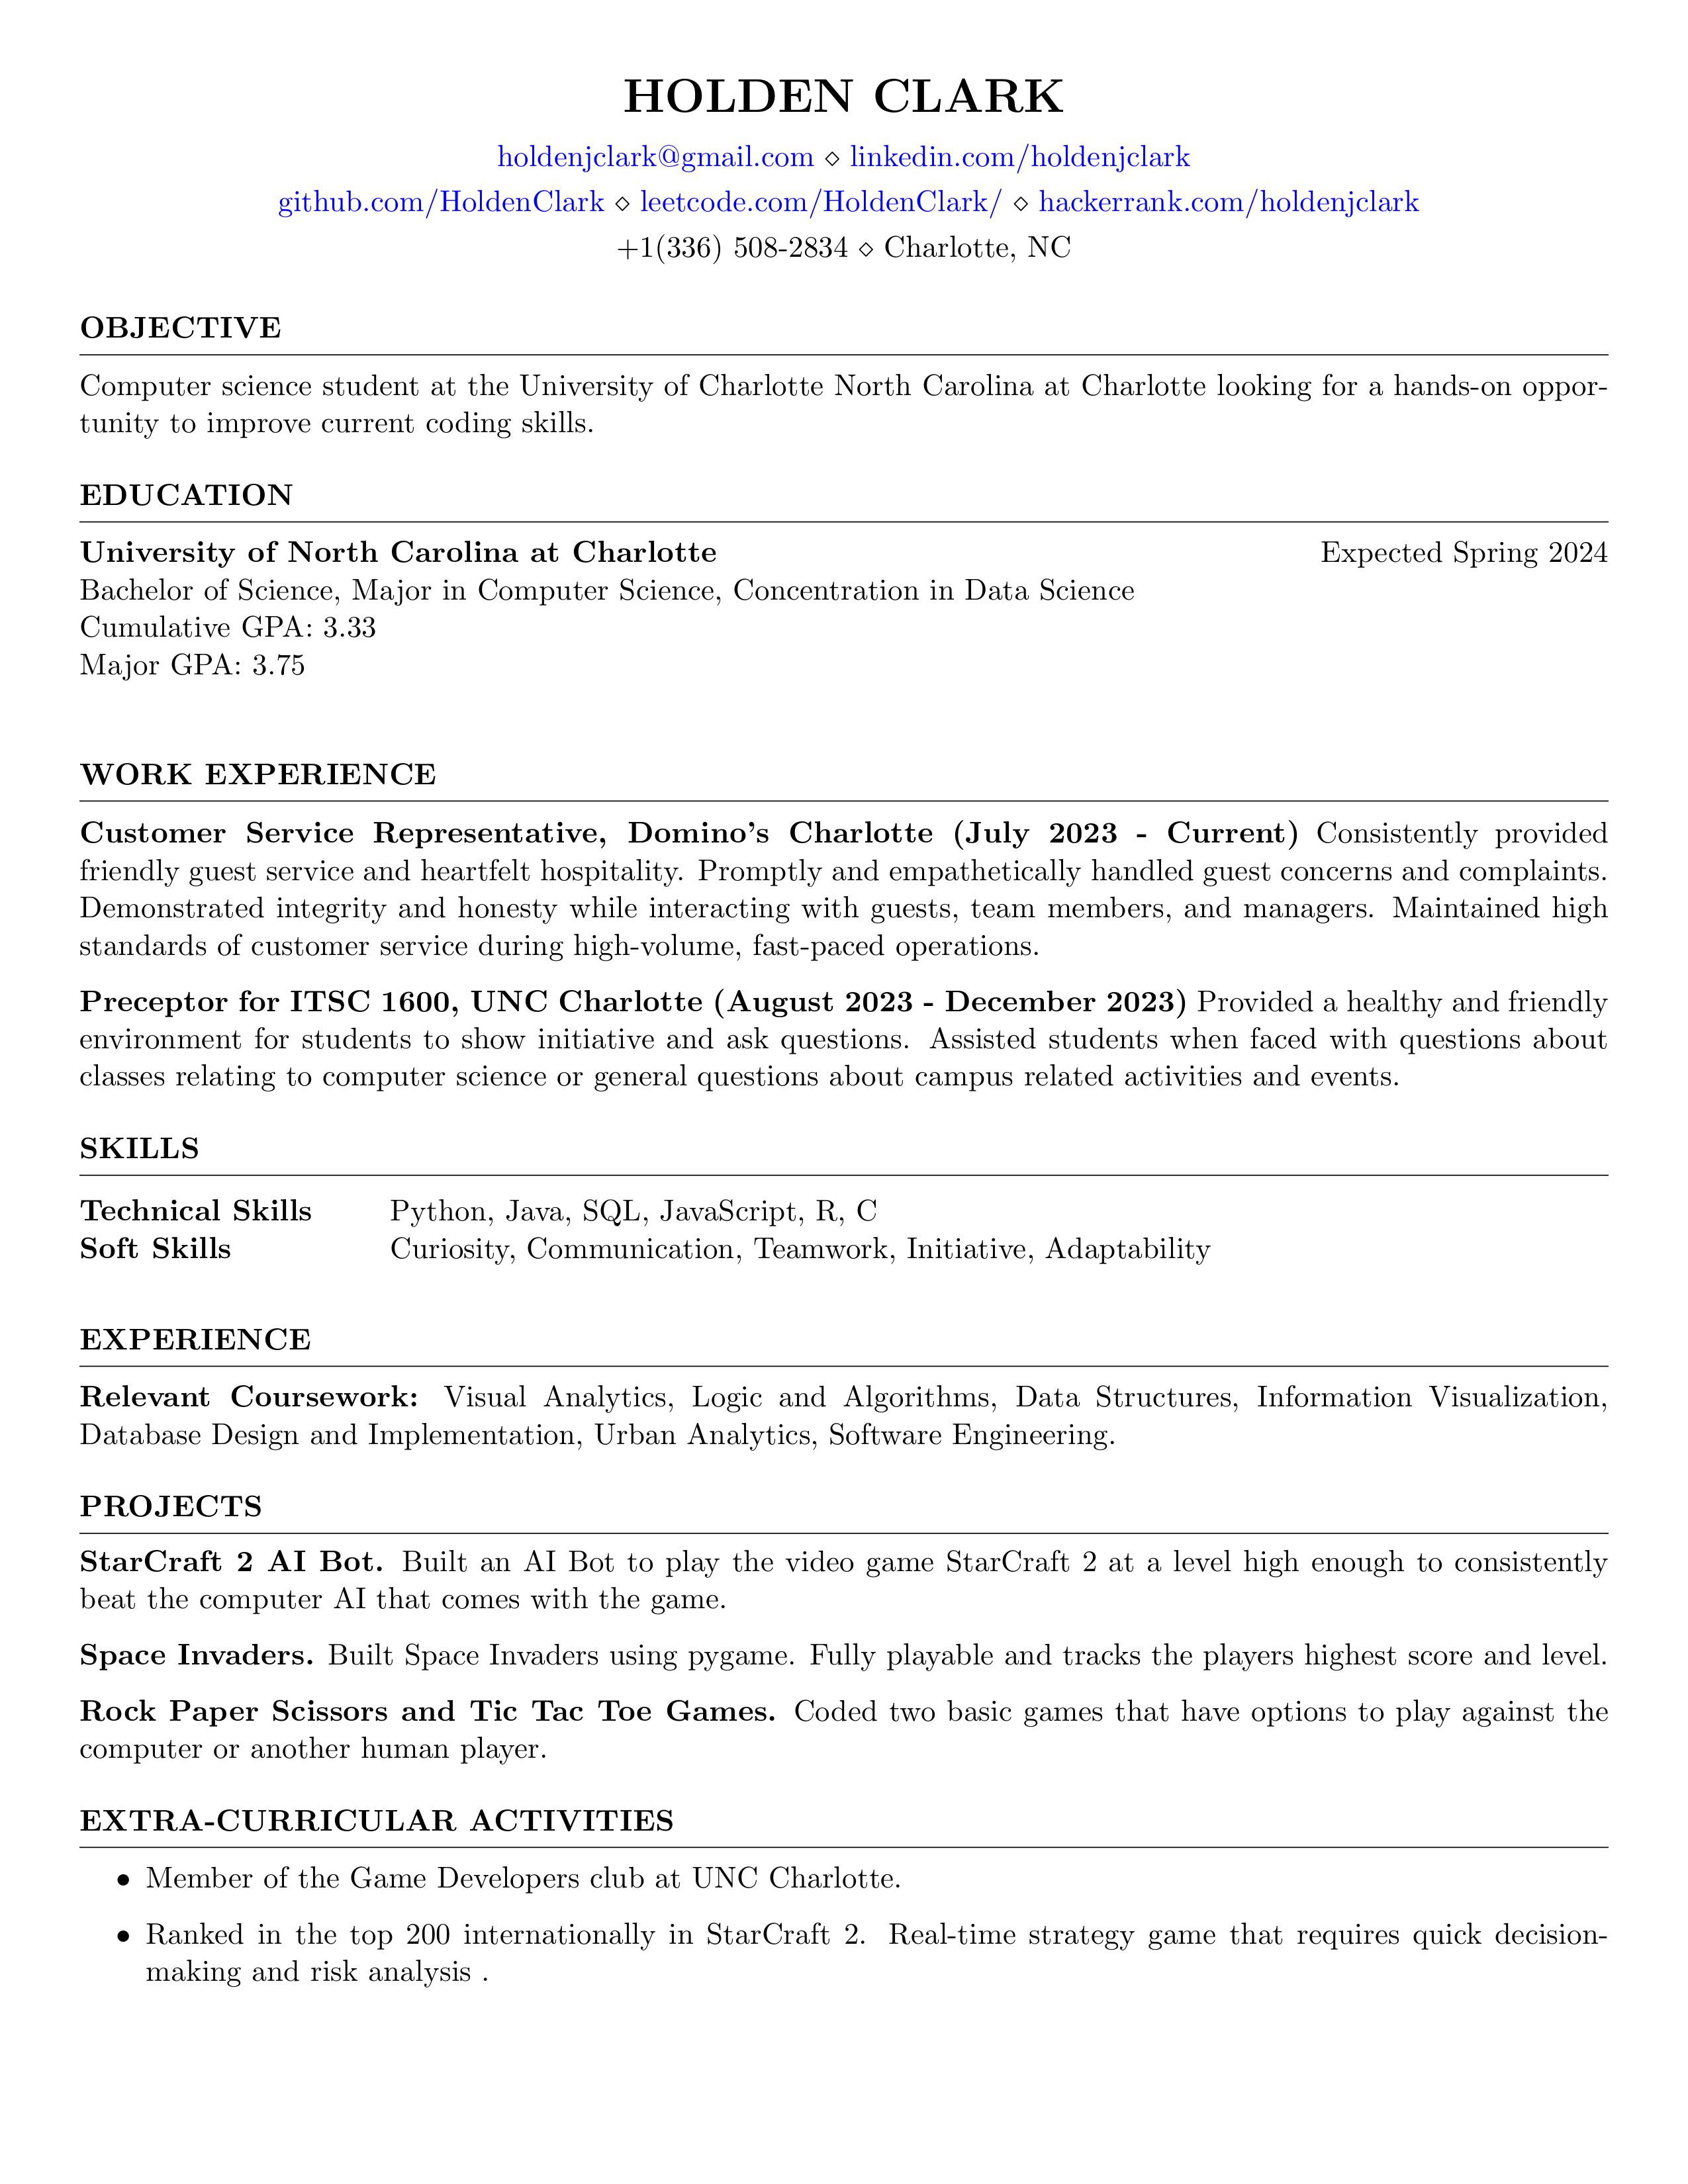 HOLDEN CLARK
holdenjclark@gmail.com ⋄ linkedin.com/holdenjclark
github.com/HoldenClark ⋄ leetcode.com/HoldenClark/ ⋄ hackerrank.com/holdenjclark
+1(336) 508-2834 ⋄ Charlotte, NC
OBJECTIVE
Computer science student at the University of Charlotte North Carolina at Charlotte looking for a hands-on oppor-
tunity to improve current coding skills.
EDUCATION
University of North Carolina at Charlotte Expected Spring 2024
Bachelor of Science, Major in Computer Science, Concentration in Data Science
Cumulative GPA: 3.33
Major GPA: 3.75
WORK EXPERIENCE
Customer Service Representative, Domino's Charlotte (July 2023 - Current) Consistently provided
friendly guest service and heartfelt hospitality. Promptly and empathetically handled guest concerns and complaints.
Demonstrated integrity and honesty while interacting with guests, team members, and managers. Maintained high
standards of customer service during high-volume, fast-paced operations.
Preceptor for ITSC 1600, UNC Charlotte (August 2023 - December 2023) Provided a healthy and friendly
environment for students to show initiative and ask questions. Assisted students when faced with questions about
classes relating to computer science or general questions about campus related activities and events.
SKILLS
Technical Skills Python, Java, SQL, JavaScript, R, C
Soft Skills Curiosity, Communication, Teamwork, Initiative, Adaptability
EXPERIENCE
Relevant Coursework: Visual Analytics, Logic and Algorithms, Data Structures, Information Visualization,
Database Design and Implementation, Urban Analytics, Software Engineering.
PROJECTS
StarCraft 2 AI Bot. Built an AI Bot to play the video game StarCraft 2 at a level high enough to consistently
beat the computer AI that comes with the game.
Space Invaders. Built Space Invaders using pygame. Fully playable and tracks the players highest score and level.
Rock Paper Scissors and Tic Tac Toe Games. Coded two basic games that have options to play against the
computer or another human player.
EXTRA-CURRICULAR ACTIVITIES
• Member of the Game Developers club at UNC Charlotte.
• Ranked in the top 200 internationally in StarCraft 2. Real-time strategy game that requires quick decision-
making and risk analysis .